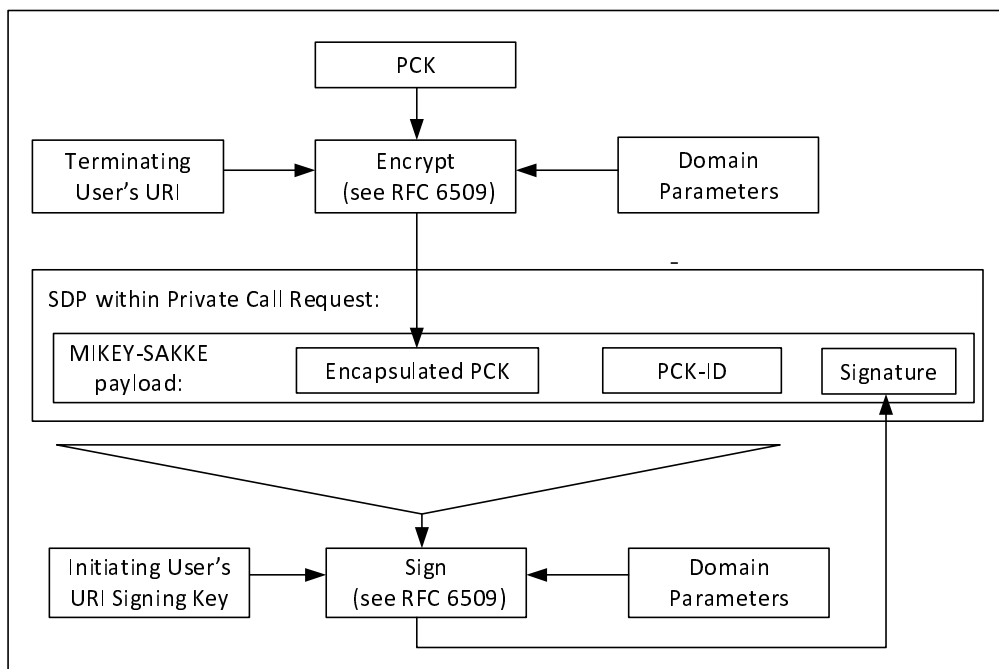 PCK
Terminating
User's URI
Encrypt
(see RFC 6509)
Domain
Parameters
SDP within Private Call Request:
MIKEY-SAKKE
payload:
Encapsulated PCK
PCK-ID
Signature
Initiating User's
URI Signing Key
Sign
(see RFC 6509)
Domain
Parameters